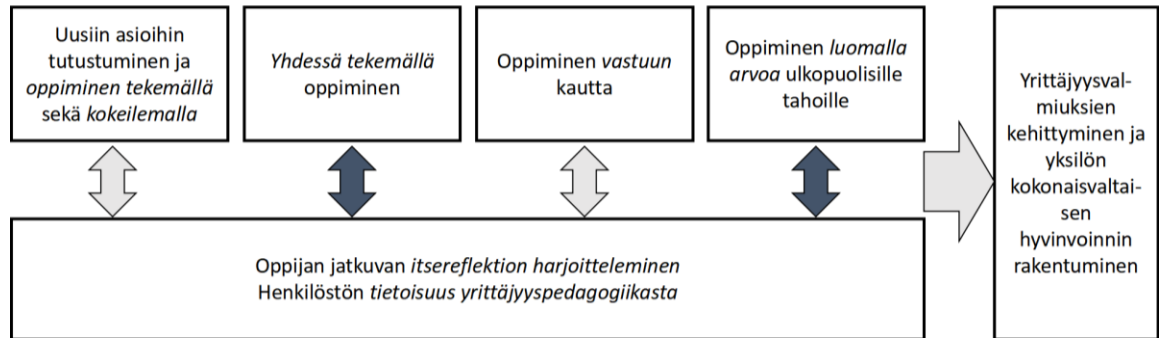 Uusiin asioihin
tutustuminen ja
oppiminen tekemällä
sekä kokeilemalla
Yhdessä tekemällä
oppiminen
Oppiminen vastuun
kautta
Oppiminen luomalla
arvoa ulkopuolisille
tahoille
Oppijan jatkuvan itsereflektion harjoitteleminen
Henkilöstön tietoisuus yrittäjyyspedagogiikasta
Yrittäjyysval-
miuksien
kehittyminen ja
yksilön
kokonaisvaltai-
sen
hyvinvoinnin
rakentuminen